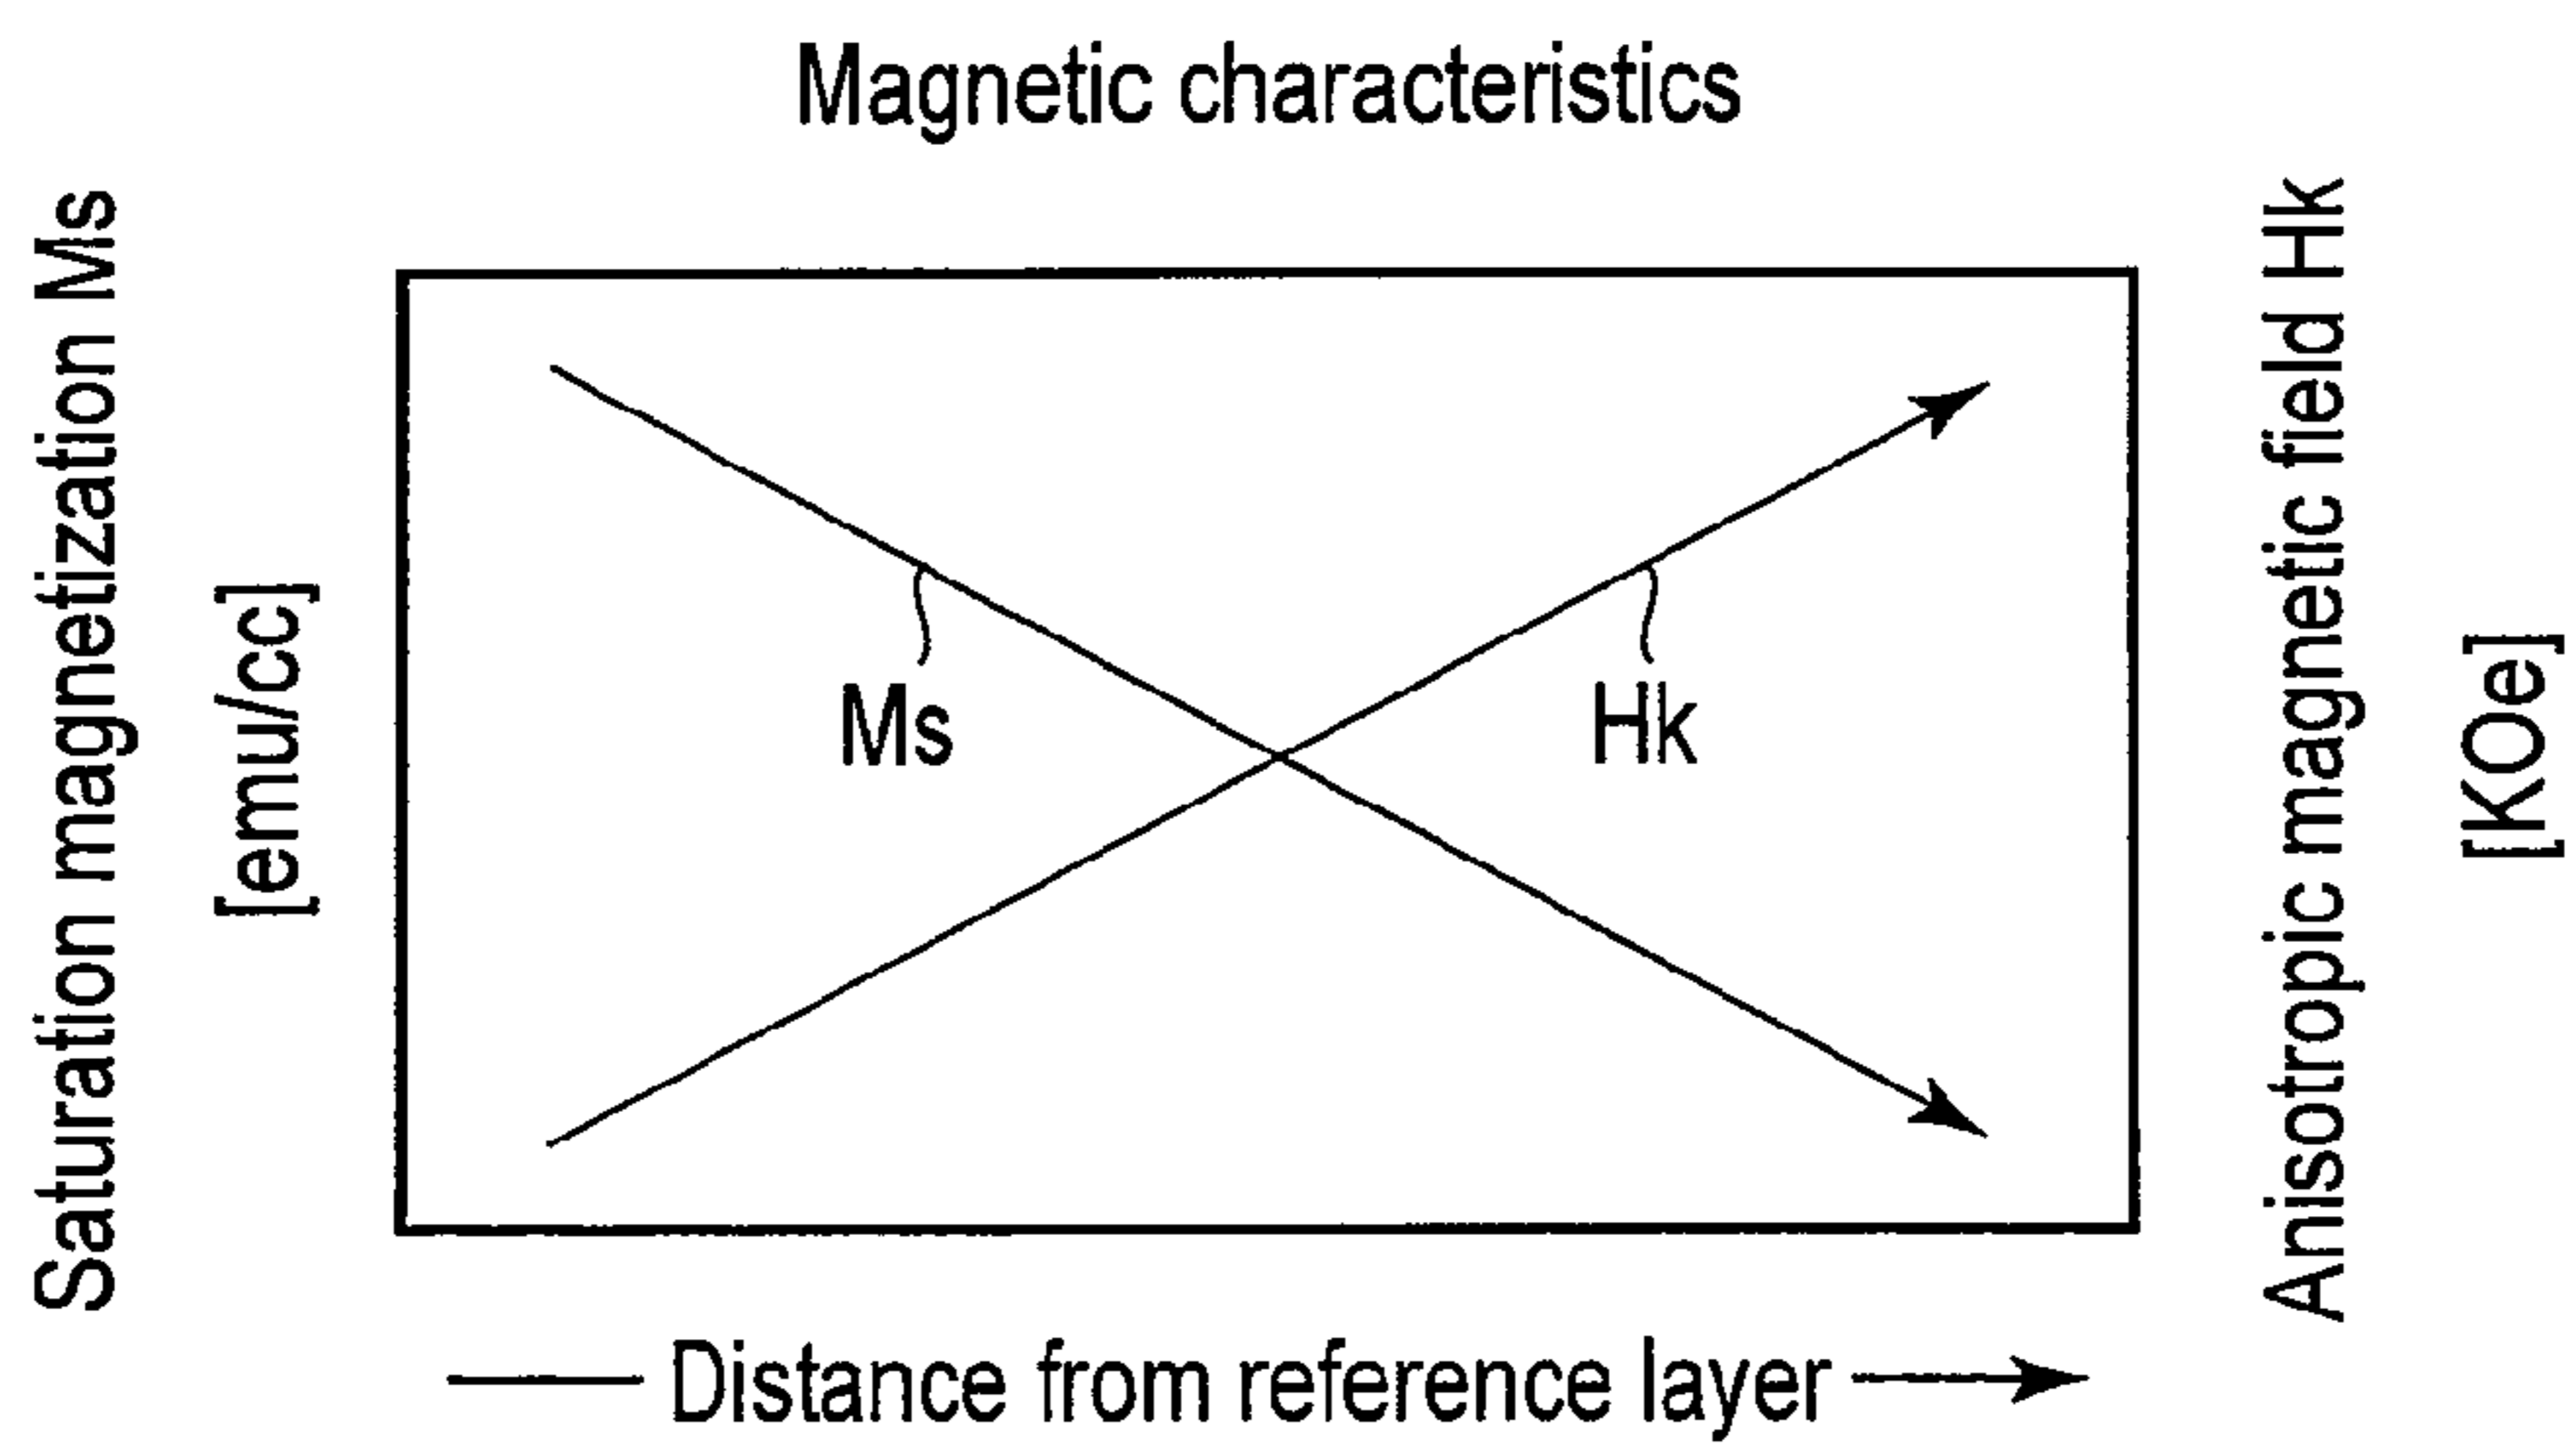 Magnetic characteristics
Saturation magnetization Ms
[emu/cc]
Ms
Hk
Anisotropic magnetic field Hk
[KOe]
Distance from reference layer